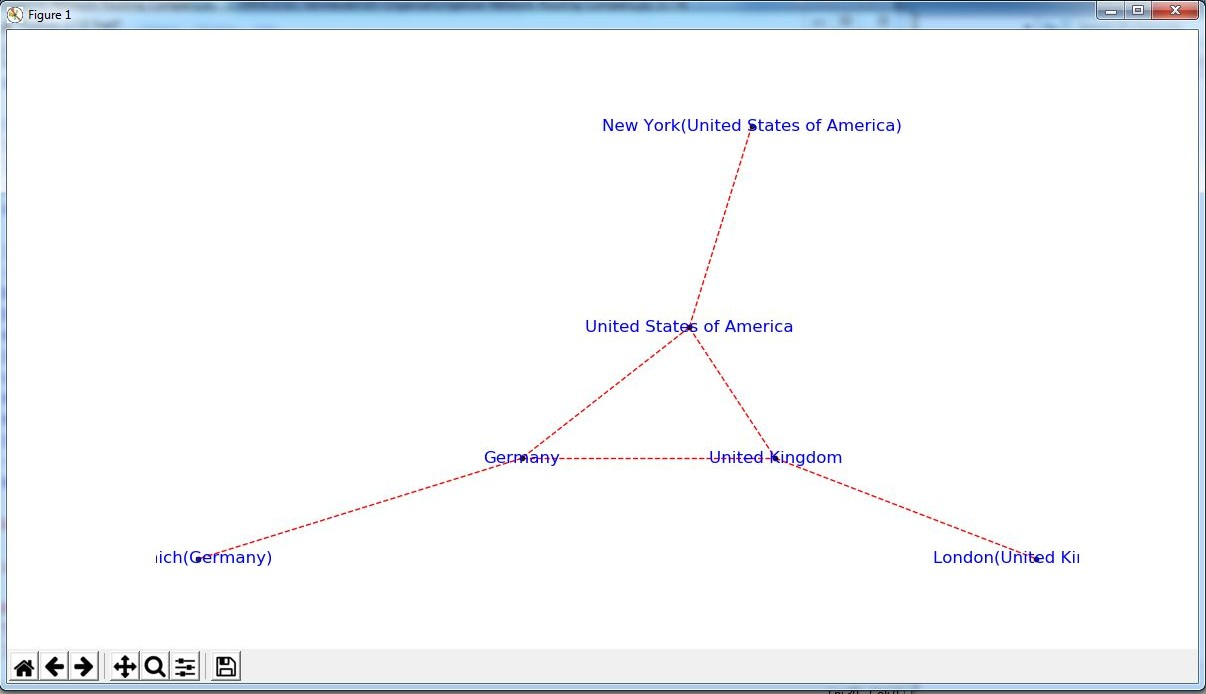 Figure 1
New York(United States of America)
United States of America
Germany
United Kingdom
ich(Germany)
London(United Ki